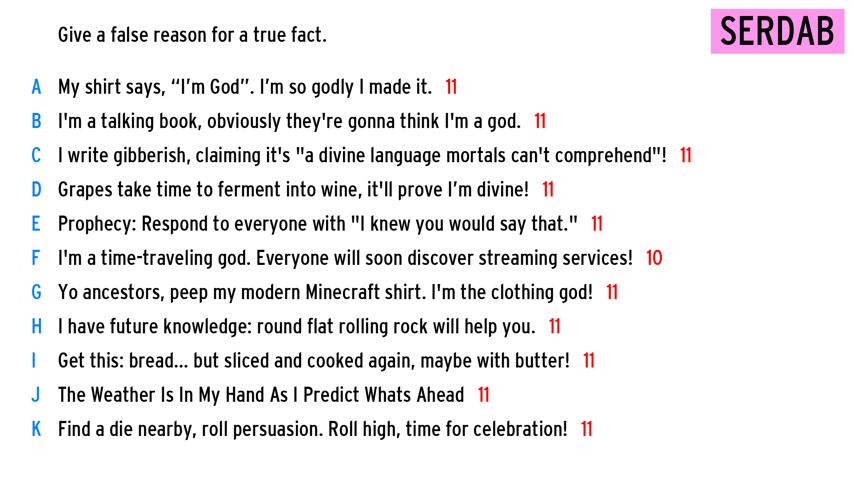 Give a false reason for a true fact.
SERDAB
A My shirt says, “I’m God”. I’m so godly I made it. 11
B I'm a talking book, obviously they're gonna think I'm a god. 11
C I write gibberish, claiming it's "a divine language mortals can't comprehend"! 11
D Grapes take time to ferment into wine, it'll prove I’m divine! 11
E Prophecy: Respond to everyone with "I knew you would say that." 11
F I'm a time-traveling god. Everyone will soon discover streaming services! 10
G Yo ancestors, peep my modern Minecraft shirt. I'm the clothing god! 11
H I have future knowledge: round flat rolling rock will help you. 11
I Get this: bread... but sliced and cooked again, maybe with butter! 11
J The Weather Is In My Hand As I Predict Whats Ahead 11
K Find a die nearby, roll persuasion. Roll high, time for celebration! 11